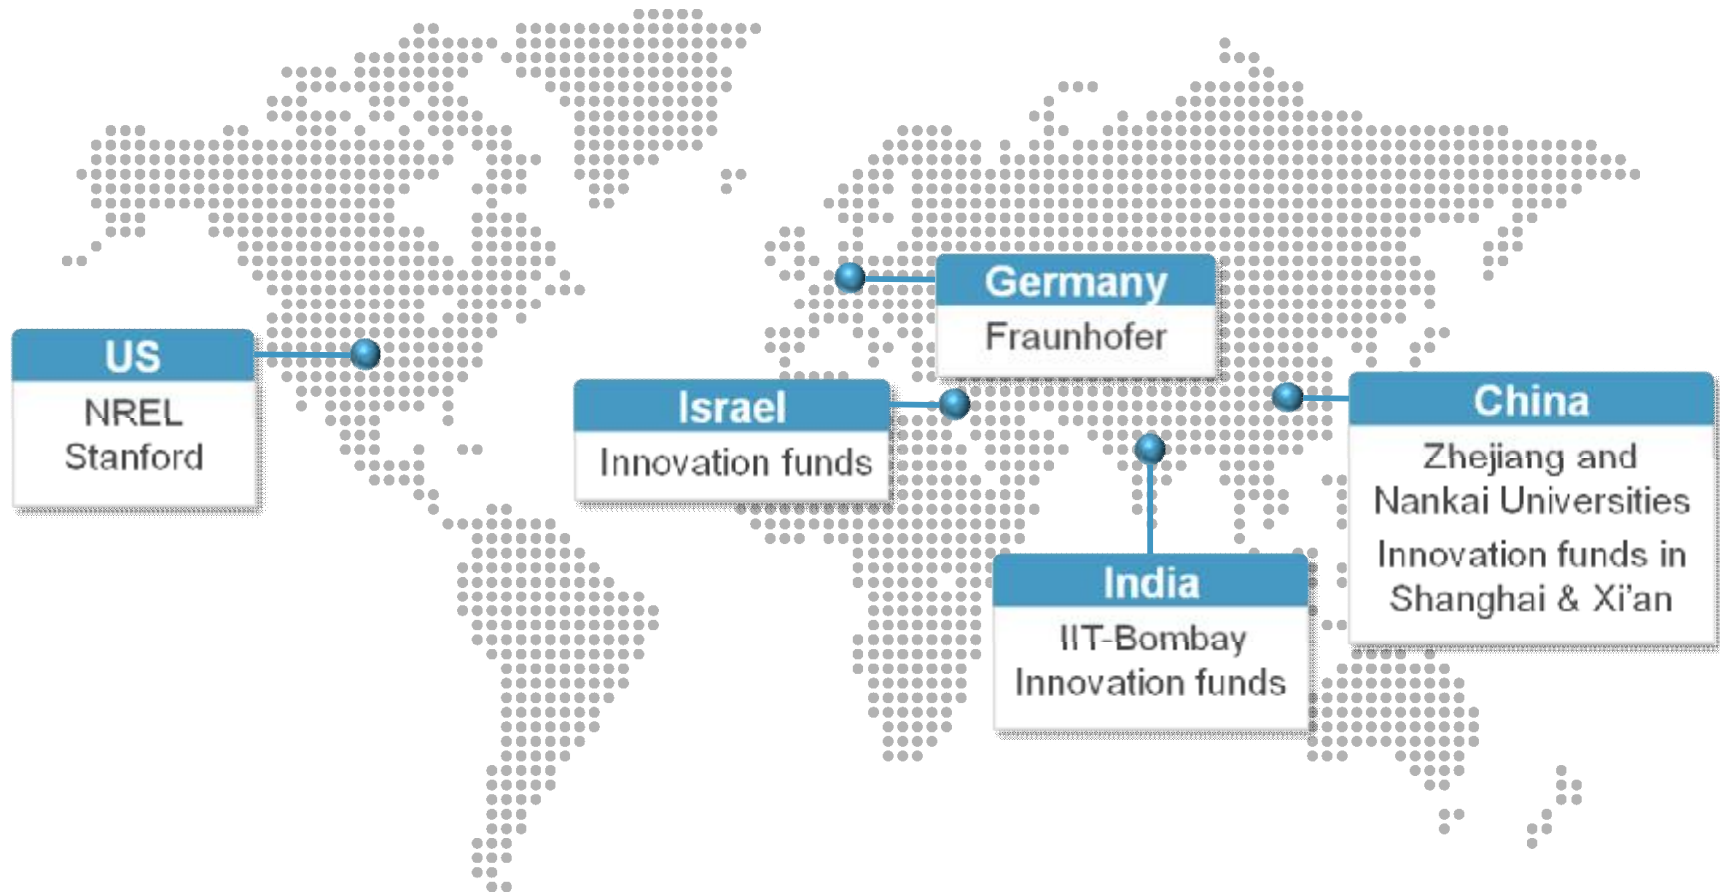 US
NREL
Stanford
Germany
Fraunhofer
Israel
Innovation funds
India
IIT-Bombay
Innovation funds
China
Zhejiang and
Nankai Universities
Innovation funds in
Shanghai & Xi'an